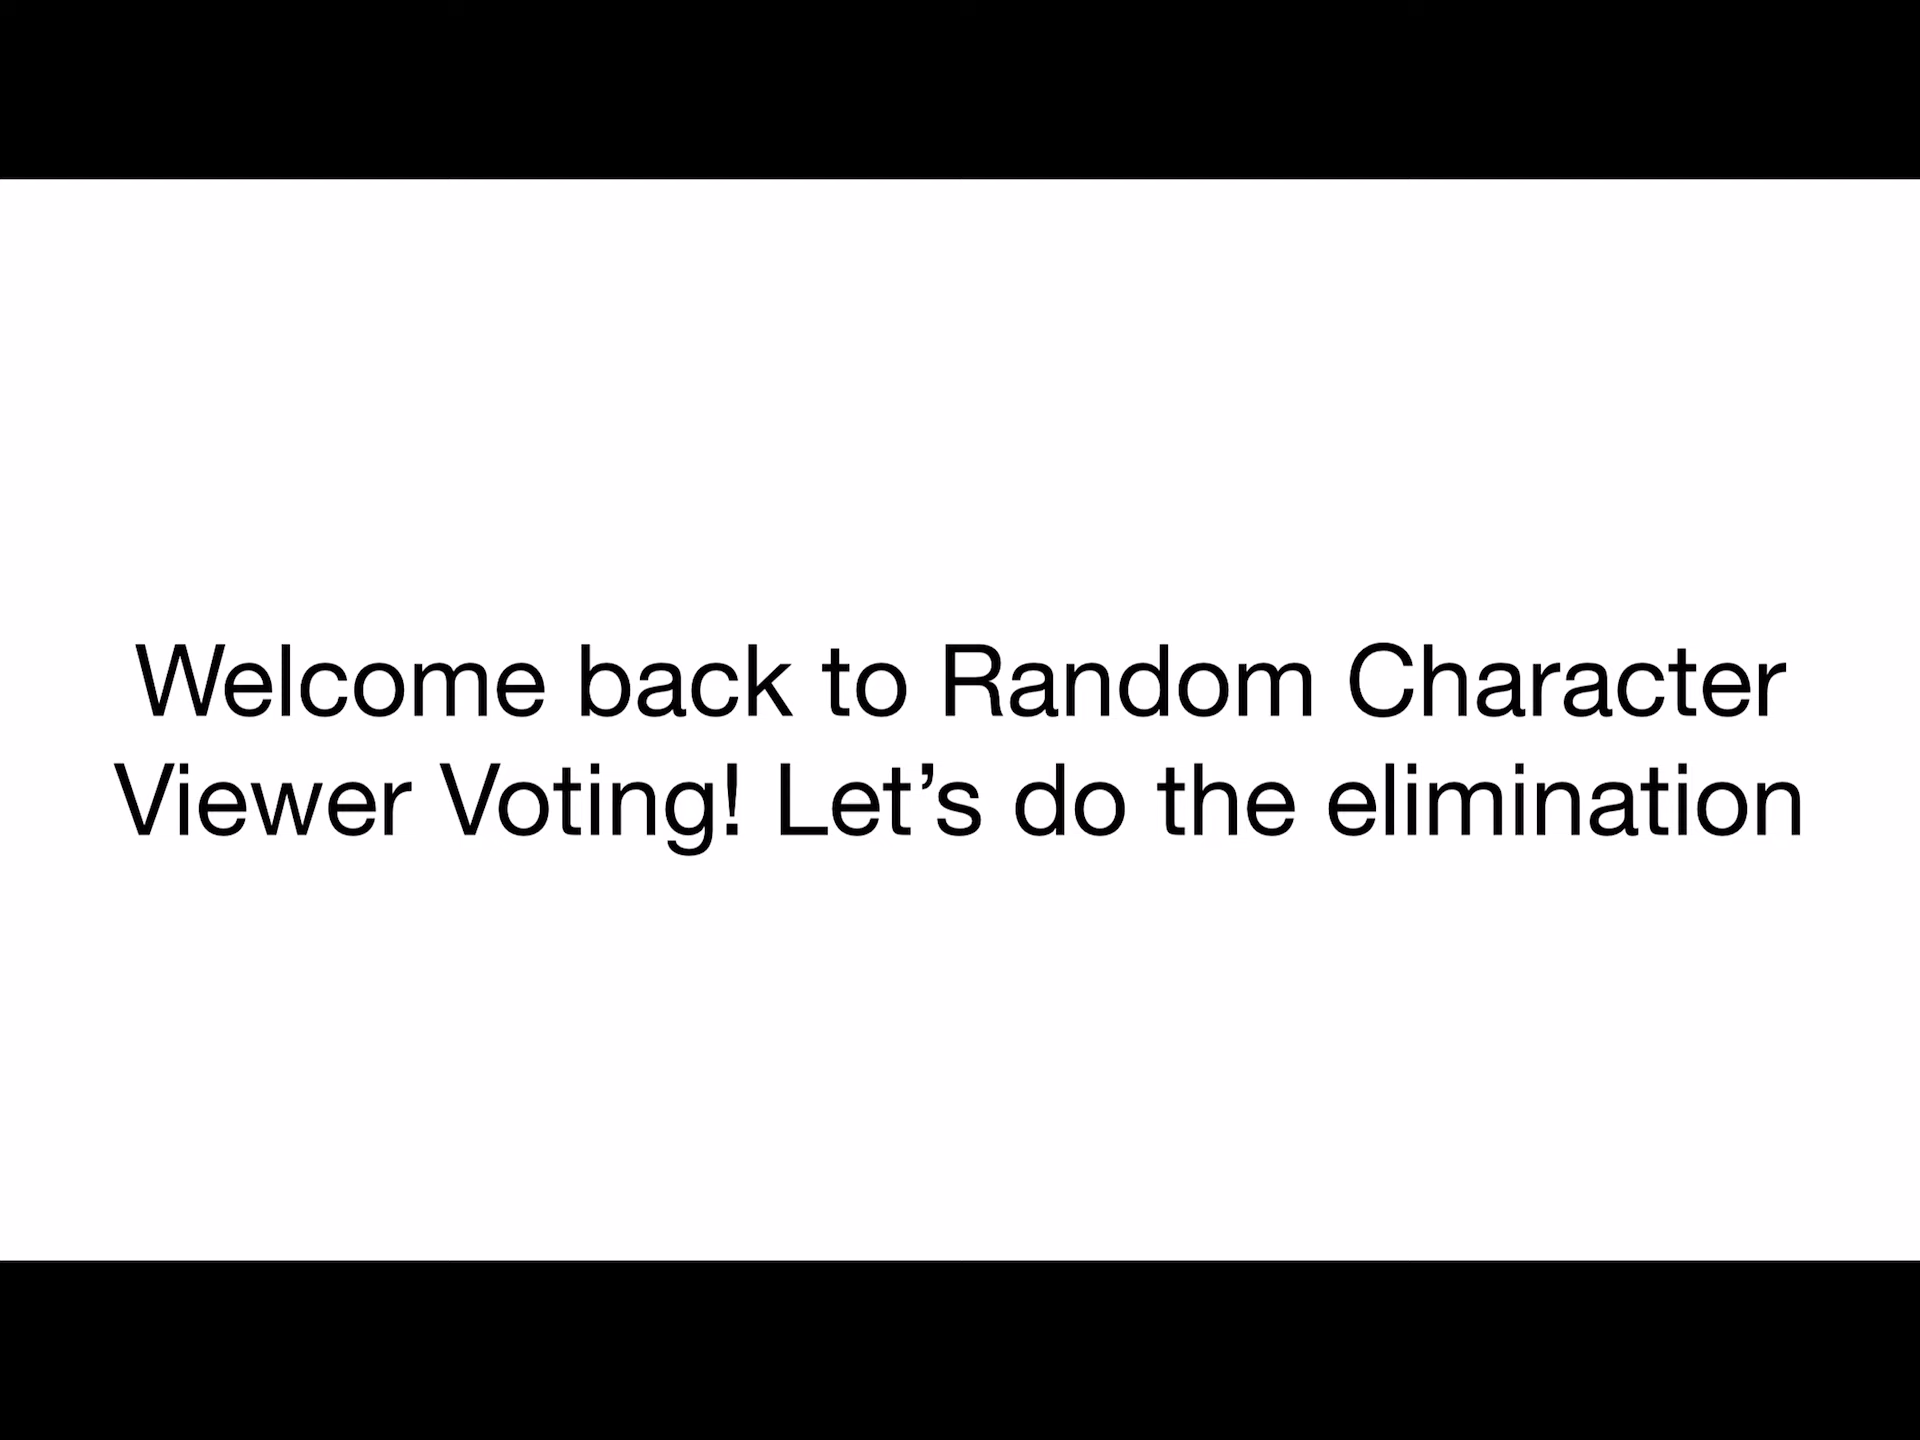 Welcome back to Random Character
Viewer Voting! Let’s do the elimination